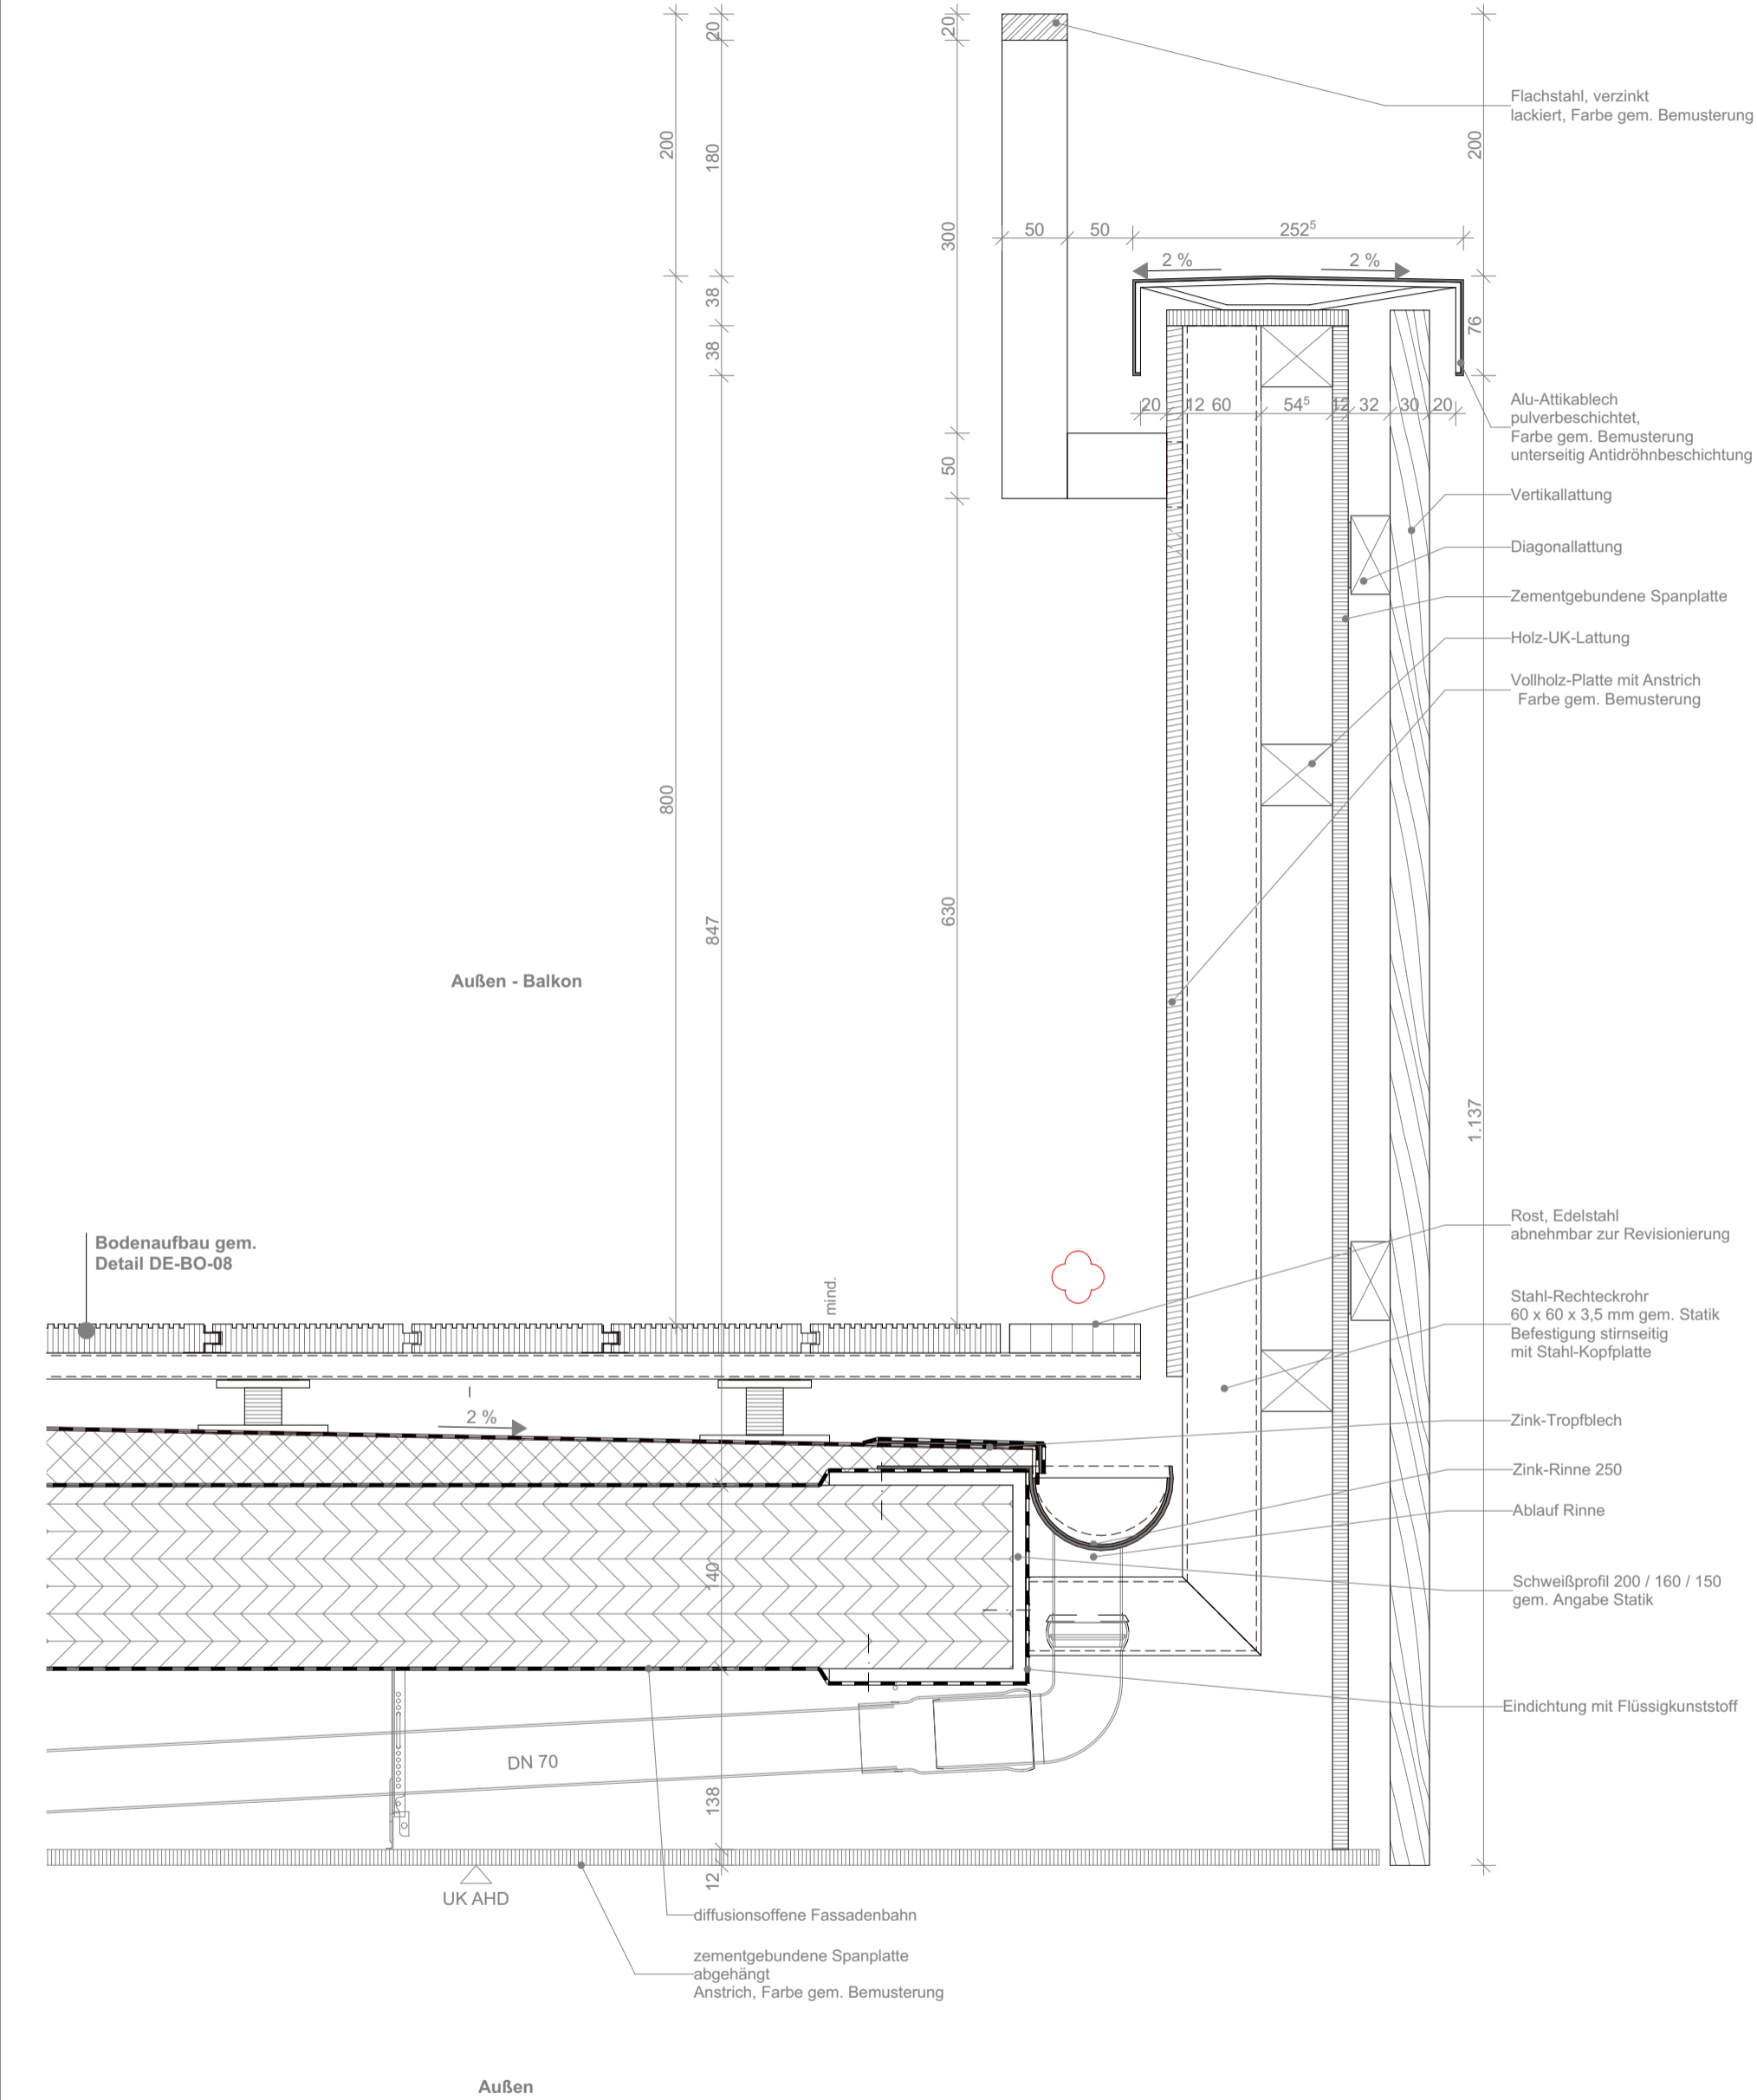 20
20
200
180
200
300
Flachstahl, verzinkt
lackiert, Farbe gem. Bemusterung
50
50
252⁵
2 %
2 %
38
38
76
20
12
60
54⁵
12
32
30
20
50
Alu-Attikablech
pulverbeschichtet,
Farbe gem. Bemusterung
unterseitig Antidröhnbeschichtung
Vertikallattung
Diagonallattung
Zementgebundene Spanplatte
Holz-UK-Lattung
Vollholz-Platte mit Anstrich
Farbe gem. Bemusterung
800
847
630
Außen - Balkon
1.137
Bodenaufbau gem.
Detail DE-BO-08
mind.
Rost, Edelstahl
abnehmbar zur Revisionierung
Stahl-Rechteckrohr
60 x 60 x 3,5 mm gem. Statik
Befestigung stirnseitig
mit Stahl-Kopfplatte
2 %
Zink-Tropfblech
Zink-Rinne 250
Ablauf Rinne
140
Schweißprofil 200 / 160 / 150
gem. Angabe Statik
Eindichtung mit Flüssigkunststoff
DN 70
138
12
UK AHD
diffusionsoffene Fassadenbahn
zementgebundene Spanplatte
abgehängt
Anstrich, Farbe gem. Bemusterung
Außen